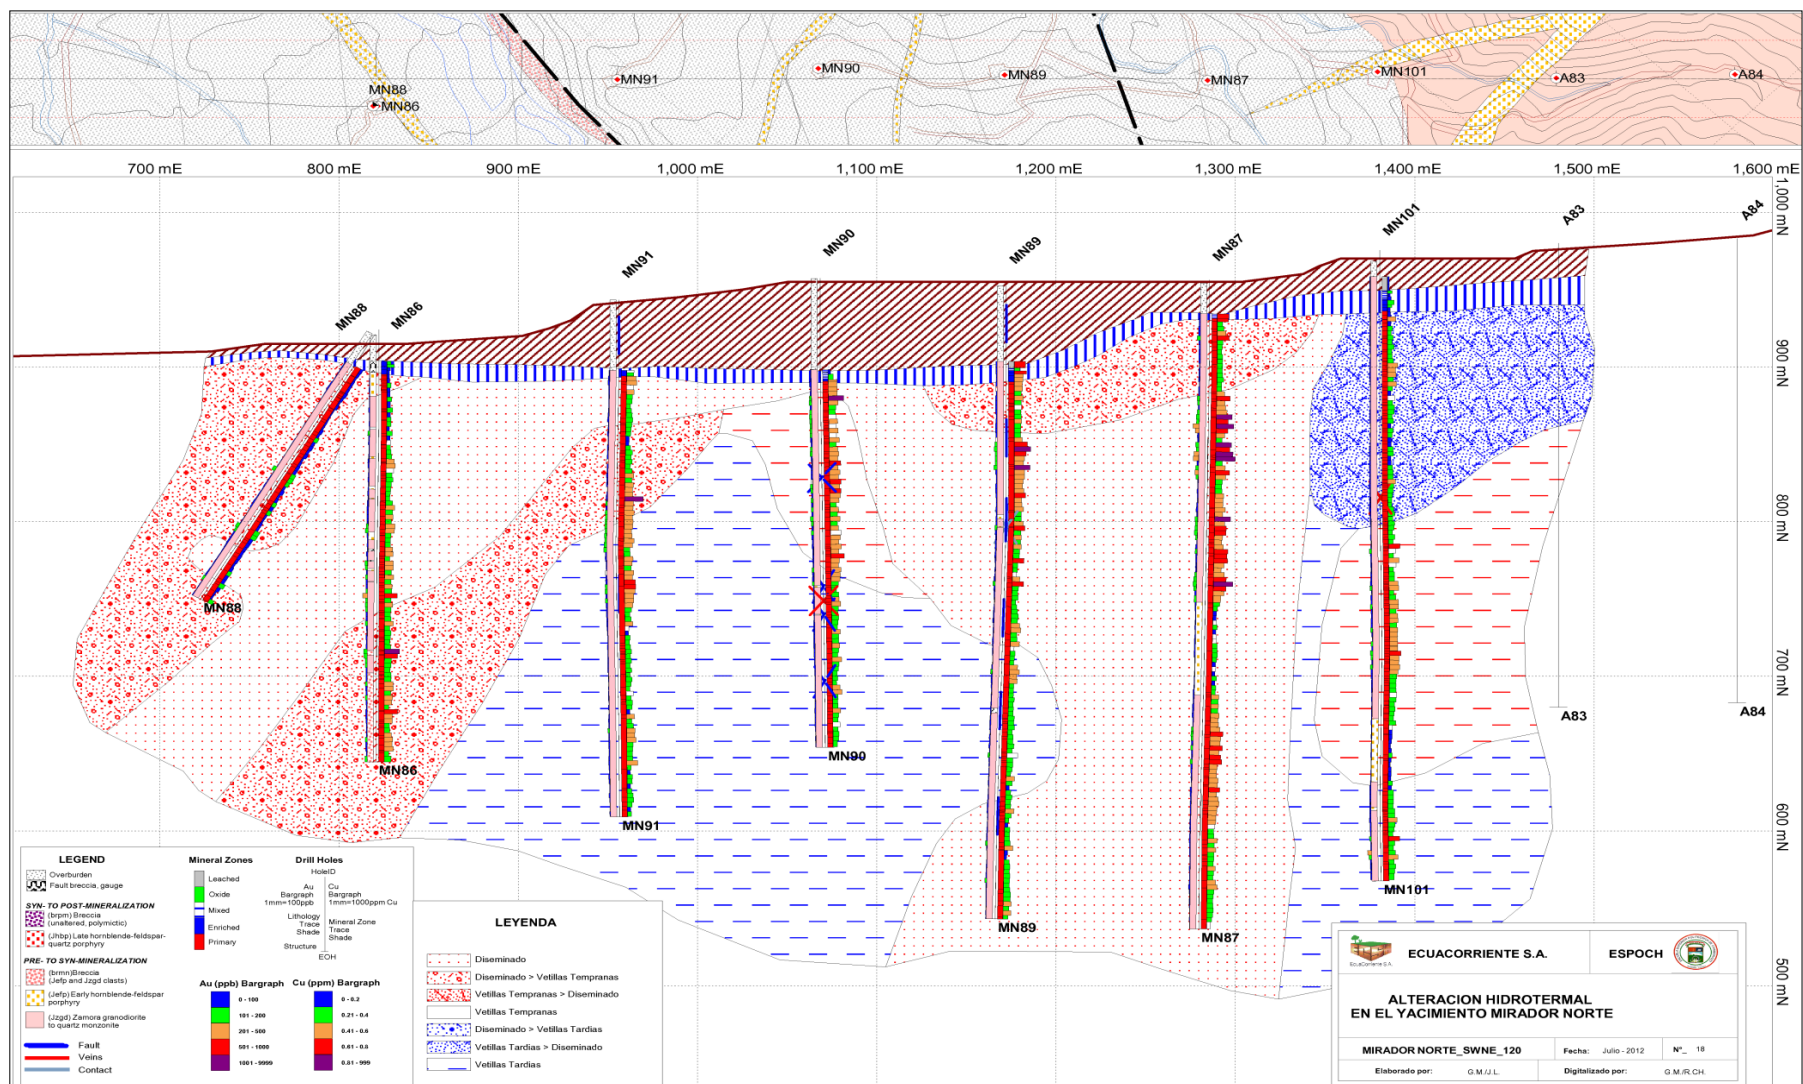 MN88
MN86
MN91
MN90
MN89
MN87
MN101
A83
A84
700 mE
800 mE
900 mE
1,000 mE
1,100 mE
1,200 mE
1,300 mE
1,400 mE
1,500 mE
1,600 mE
1,000 mN
900 mN
800 mN
700 mN
600 mN
500 mN
MN88
MN86
MN91
MN90
MN89
MN87
MN101
A83
A84
MN88
MN86
MN91
MN90
MN89
MN87
MN101
A83
A84
LEGEND
Overburden
Fault breccia, gauge
SYN- TO POST-MINERALIZATION
(brpm) Breccia
(unaltered, polymictic)
(Jhbp) Late hornblende-feldspar-
quartz porphyry
PRE- TO SYN-MINERALIZATION
(brmn)Breccia
(Jefp and Jzgd clasts)
(Jefp) Early hornblende-feldspar
porphyry
(Jzgd) Zamora granodiorite
to quartz monzonite
Fault
Veins
Contact
Mineral Zones
Leached
Oxide
Mixed
Enriched
Primary
Drill Holes
HoleID
Au
Bargraph
1mm=100ppb
Cu
Bargraph
1mm=1000ppm Cu
Lithology
Trace
Shade
Mineral Zone
Trace
Shade
Structure
EOH
Au (ppb) Bargraph
0 - 100
101 - 200
201 - 500
501 - 1000
1001 - 9999
Cu (ppm) Bargraph
0 - 0.2
0.21 - 0.4
0.41 - 0.6
0.61 - 0.8
0.81 - 999
LEYENDA
Diseminado
Diseminado > Vetillas Tempranas
Vetillas Tempranas > Diseminado
Vetillas Tempranas
Diseminado > Vetillas Tardias
Vetillas Tardias > Diseminado
Vetillas Tardias
EcuaCorriente S.A.
ECUACORRIENTE S.A.
ESPOCH
ALTERACION HIDROTERMAL
EN EL YACIMIENTO MIRADOR NORTE
MIRADOR NORTE_SWNE_120
Fecha: Julio - 2012
N°_ 18
Elaborado por: G.M./J.L.
Digitalizado por: G.M./R.CH.